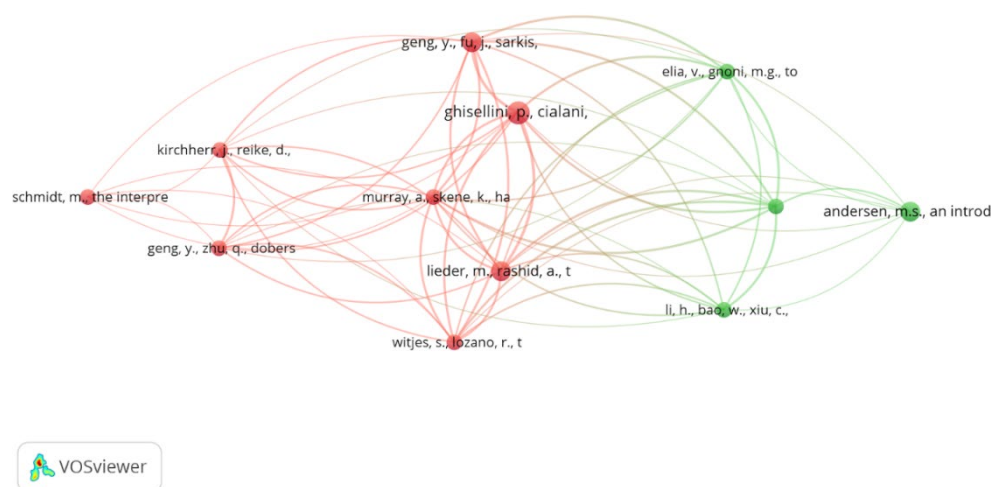 geng, y., fu, j., sarkis,
elia, v., gnoni, m.g., to
ghisellini, p., cialani,
kirchherr, j., reike, d.,
schmidt, m., the interpre
murray, a., skene, k., ha
andersen, m.s., an introd
geng, y., zhu, q., dobers
lieder, m., rashid, a., t
li, h., bao, w., xiu, c.,
witjes, s., lozano, r., t
VOSviewer